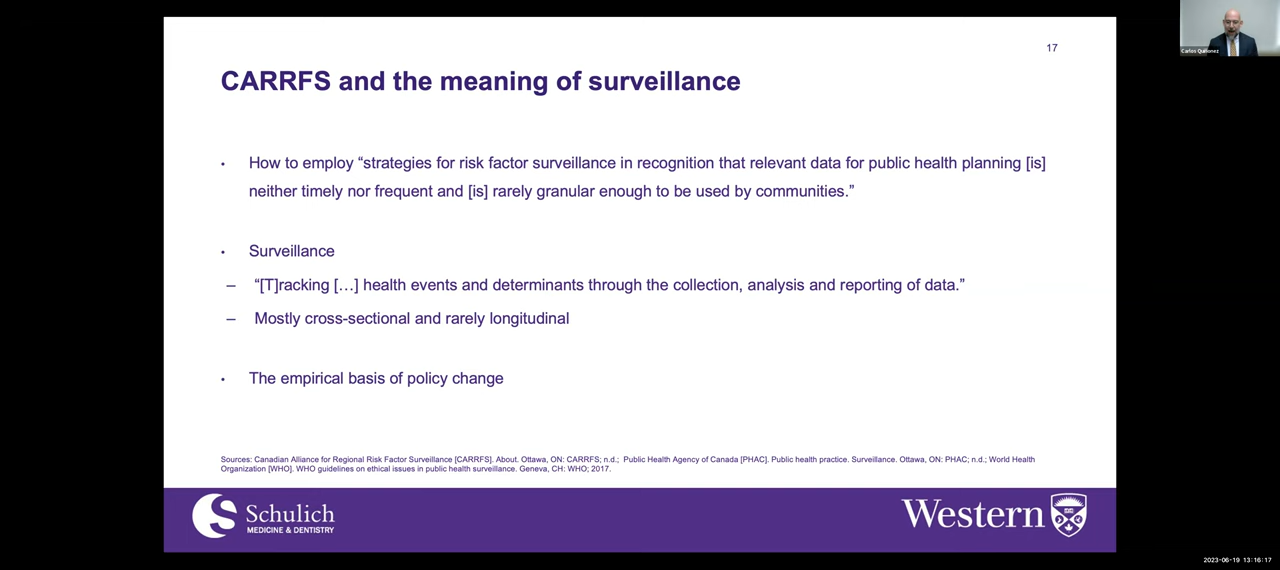 Carlos Quiñonez
17
CARRFS and the meaning of surveillance
• How to employ “strategies for risk factor surveillance in recognition that relevant data for public health planning [is]
neither timely nor frequent and [is] rarely granular enough to be used by communities.”
• Surveillance
– “[T]racking […] health events and determinants through the collection, analysis and reporting of data.”
– Mostly cross-sectional and rarely longitudinal
• The empirical basis of policy change
Sources: Canadian Alliance for Regional Risk Factor Surveillance [CARRFS]. About. Ottawa, ON: CARRFS; n.d.; Public Health Agency of Canada [PHAC]. Public health practice. Surveillance. Ottawa, ON: PHAC; n.d.; World Health
Organization [WHO]. WHO guidelines on ethical issues in public health surveillance. Geneva, CH: WHO; 2017.
Schulich
MEDICINE & DENTISTRY
Western
2023-06-19 13:16:17